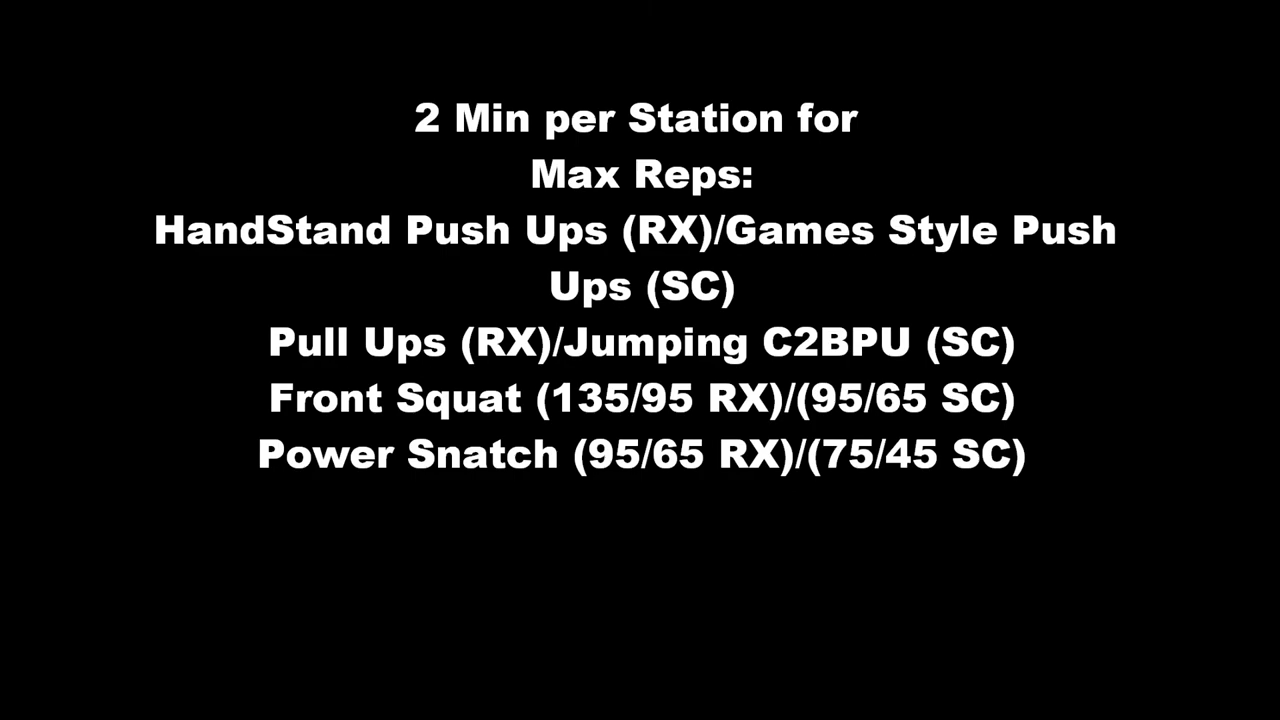 2 Min per Station for
Max Reps:
HandStand Push Ups (RX)/Games Style Push
Ups (SC)
Pull Ups (RX)/Jumping C2BPU (SC)
Front Squat (135/95 RX)/(95/65 SC)
Power Snatch (95/65 RX)/(75/45 SC)